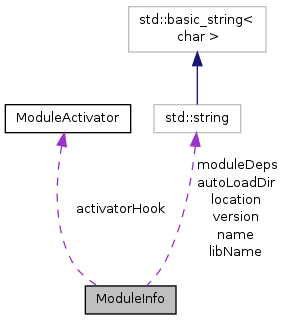 std::basic_string<
char >
ModuleActivator
std::string
moduleDeps
autoLoadDir
location
version
name
libName
activatorHook
ModuleInfo